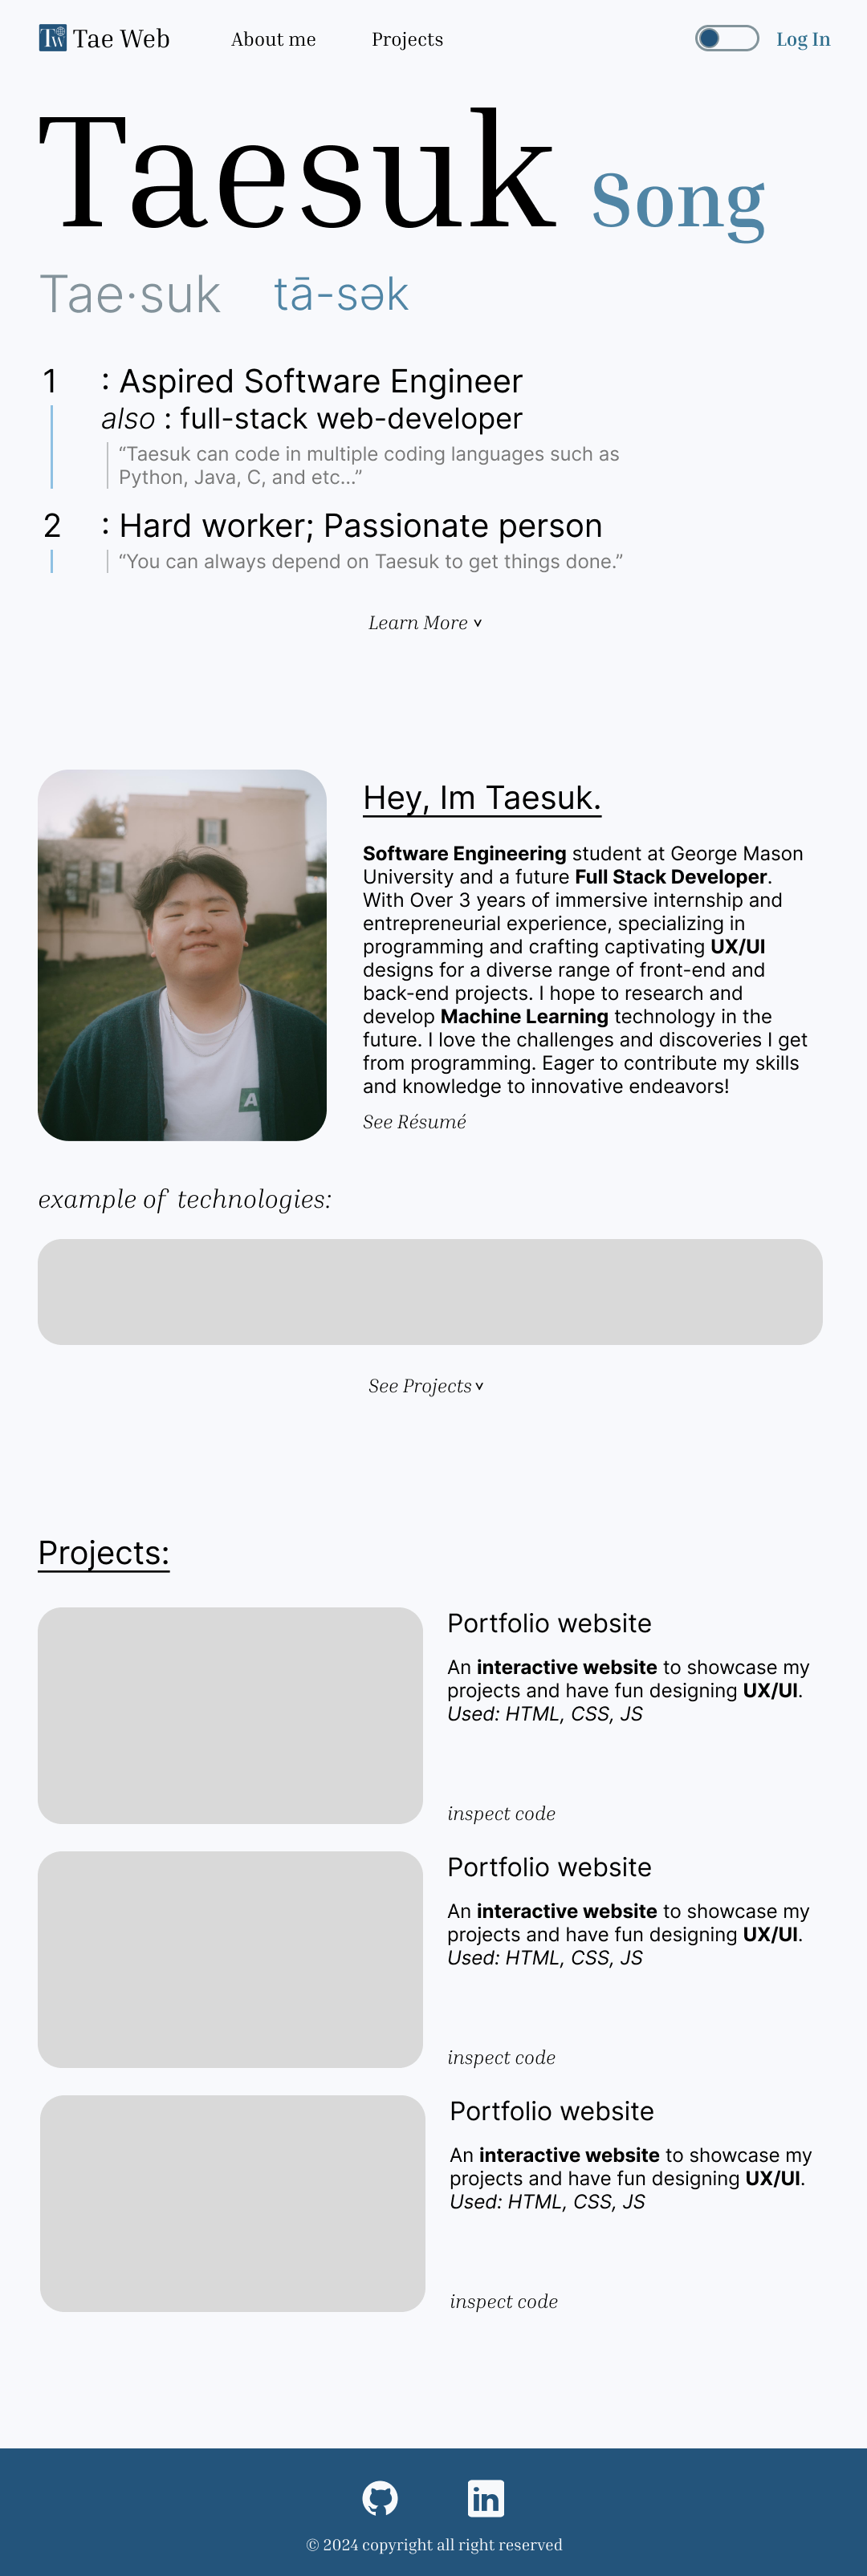 TW Tae Web About me Projects Log In
Taesuk Song
Tae·suk tā-sək
1 : Aspired Software Engineer
also : full-stack web-developer
“Taesuk can code in multiple coding languages such as
Python, Java, C, and etc...”
2 : Hard worker; Passionate person
“You can always depend on Taesuk to get things done.”
Learn More
Hey, Im Taesuk.
Software Engineering student at George Mason
University and a future Full Stack Developer.
With Over 3 years of immersive internship and
entrepreneurial experience, specializing in
programming and crafting captivating UX/UI
designs for a diverse range of front-end and
back-end projects. I hope to research and
develop Machine Learning technology in the
future. I love the challenges and discoveries I get
from programming. Eager to contribute my skills
and knowledge to innovative endeavors!
See Résumé
A
example of technologies:
See Projects
Projects:
Portfolio website
An interactive website to showcase my
projects and have fun designing UX/UI.
Used: HTML, CSS, JS
inspect code
Portfolio website
An interactive website to showcase my
projects and have fun designing UX/UI.
Used: HTML, CSS, JS
inspect code
Portfolio website
An interactive website to showcase my
projects and have fun designing UX/UI.
Used: HTML, CSS, JS
inspect code
in
© 2024 copyright all right reserved